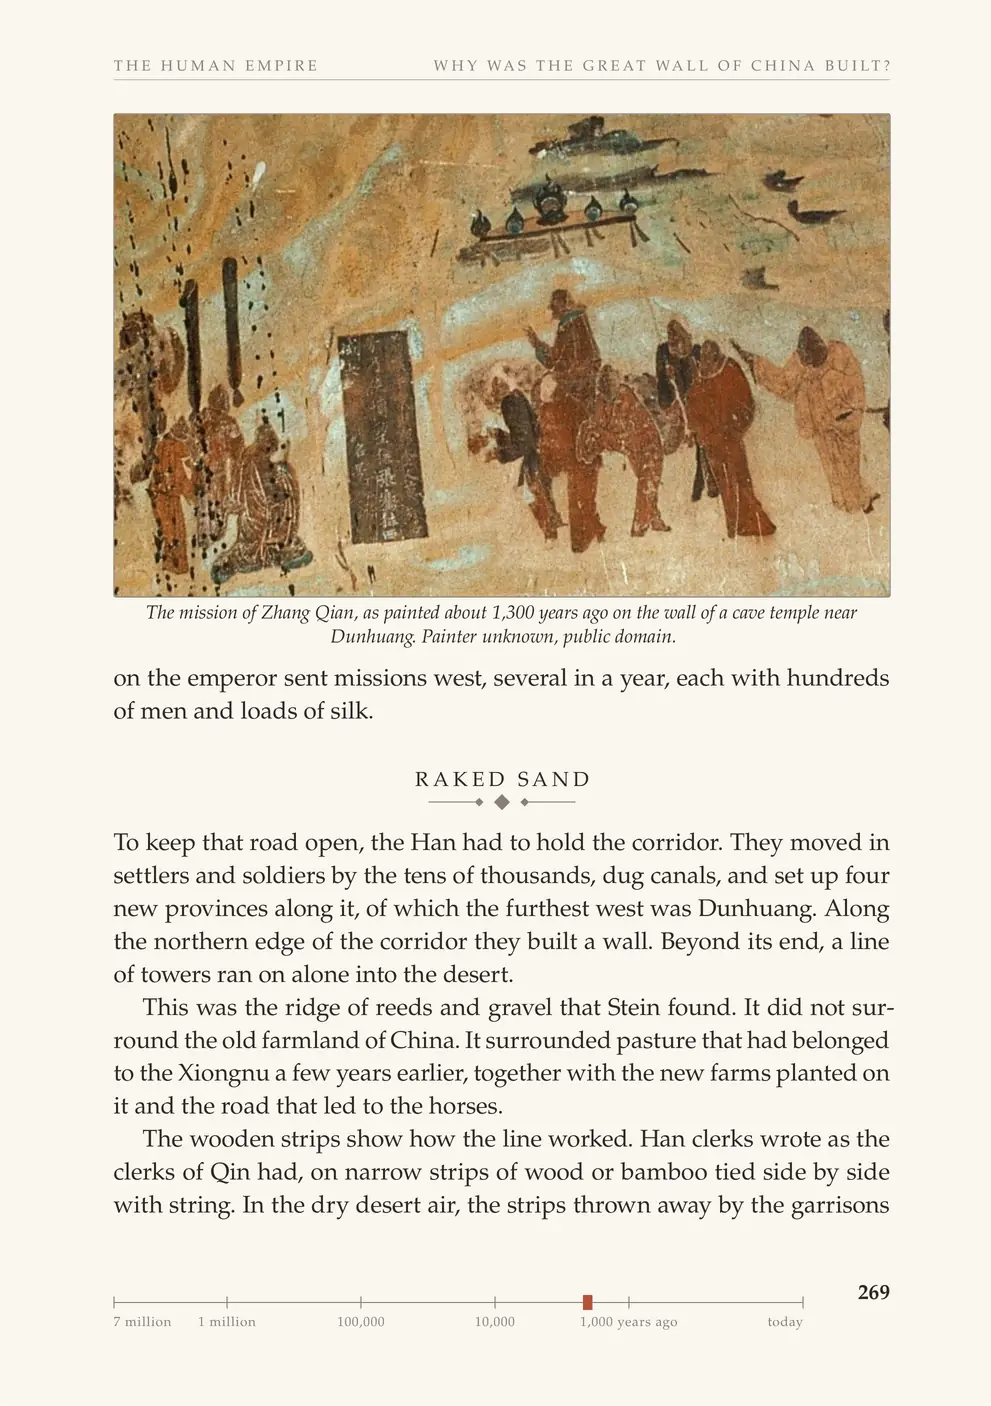 THE HUMAN EMPIRE
WHY WAS THE GREAT WALL OF CHINA BUILT?
The mission of Zhang Qian, as painted about 1,300 years ago on the wall of a cave temple near
Dunhuang. Painter unknown, public domain.
on the emperor sent missions west, several in a year, each with hundreds
of men and loads of silk.
RAKED SAND
To keep that road open, the Han had to hold the corridor. They moved in
settlers and soldiers by the tens of thousands, dug canals, and set up four
new provinces along it, of which the furthest west was Dunhuang. Along
the northern edge of the corridor they built a wall. Beyond its end, a line
of towers ran on alone into the desert.
This was the ridge of reeds and gravel that Stein found. It did not sur-
round the old farmland of China. It surrounded pasture that had belonged
to the Xiongnu a few years earlier, together with the new farms planted on
it and the road that led to the horses.
The wooden strips show how the line worked. Han clerks wrote as the
clerks of Qin had, on narrow strips of wood or bamboo tied side by side
with string. In the dry desert air, the strips thrown away by the garrisons
269
7 million 1 million 100,000 10,000 1,000 years ago today